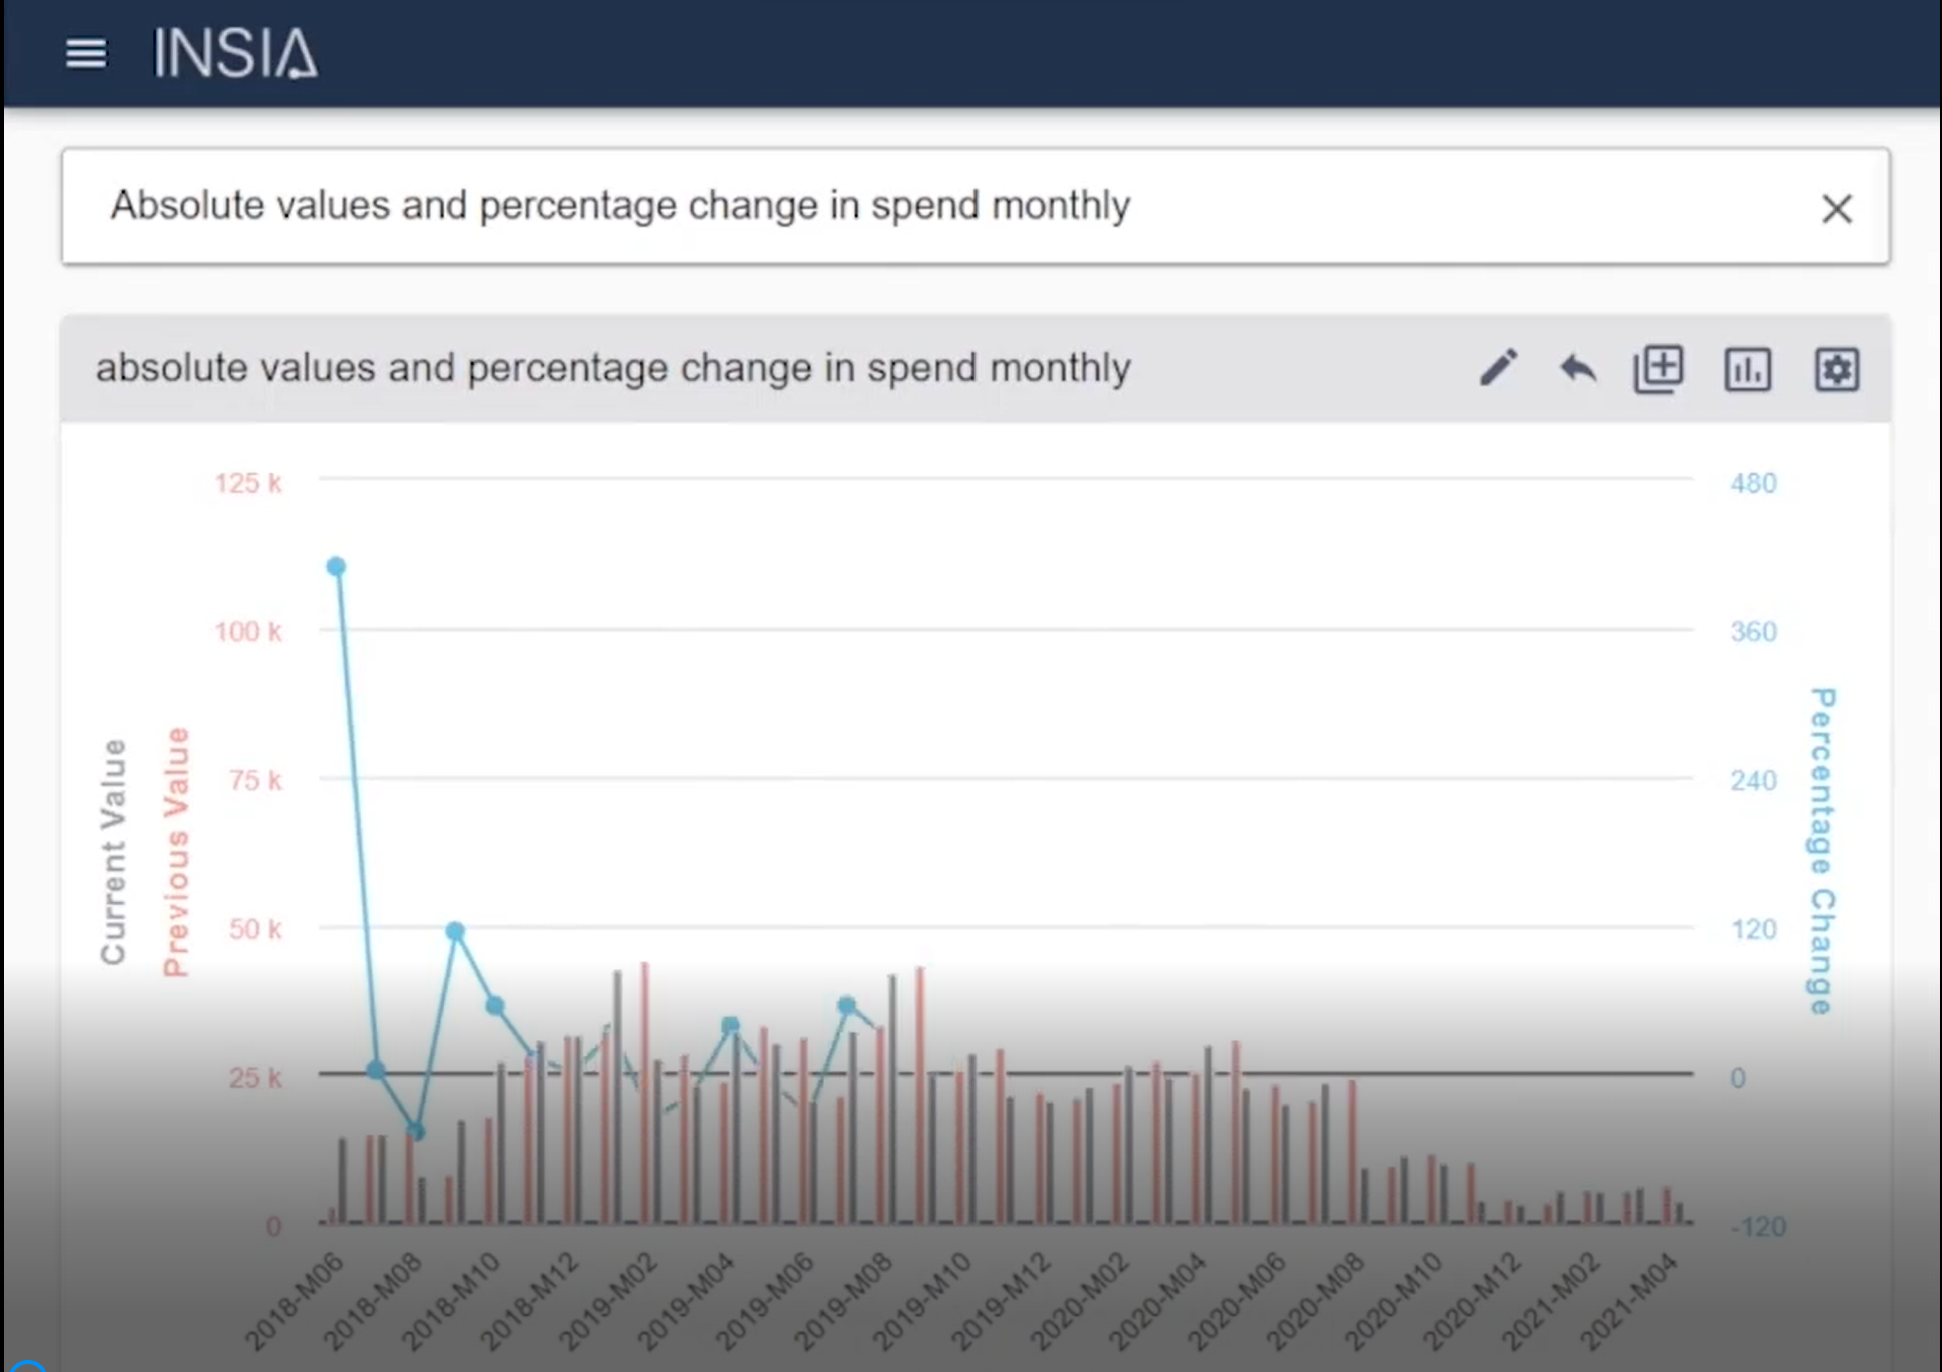 INSIA
Absolute values and percentage change in spend monthly
absolute values and percentage change in spend monthly
125 k
100 k
75 k
50 k
25 k
0
Current Value
Previous Value
480
360
240
120
0
-120
Percentage Change
2018-M06
2018-M08
2018-M10
2018-M12
2019-M02
2019-M04
2019-M06
2019-M08
2019-M10
2019-M12
2020-M02
2020-M04
2020-M06
2020-M08
2020-M10
2020-M12
2021-M02
2021-M04